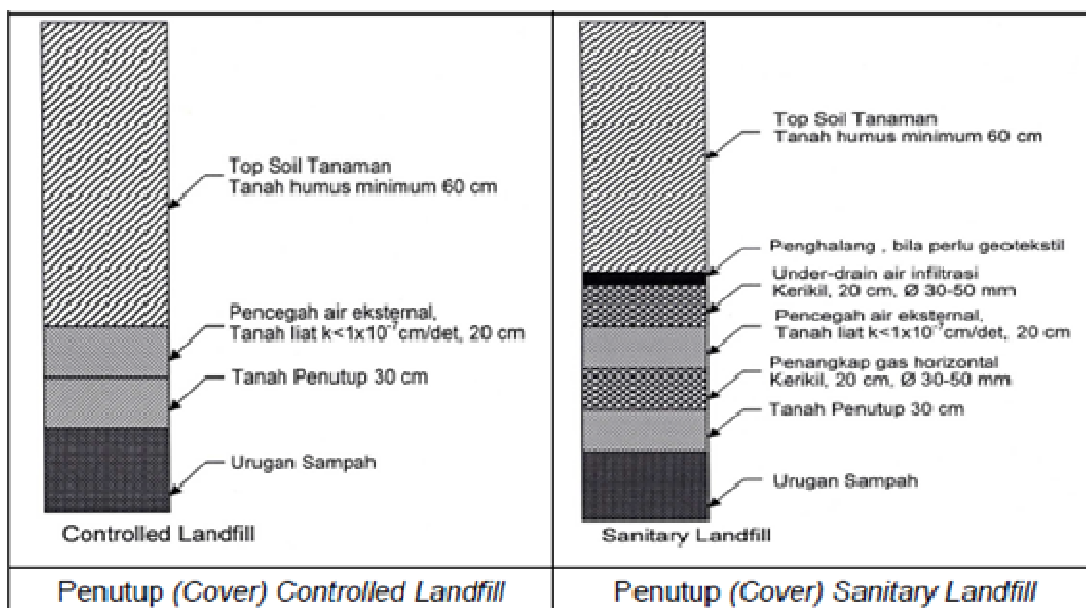 Top Soil Tanaman
Tanah humus minimum 60 cm
Pencegah air eksternal,
Tanah liat k<1x10⁻⁷cm/det, 20 cm
Tanah Penutup 30 cm
Urugan Sampah
Controlled Landfill
Top Soil Tanaman
Tanah humus minimum 60 cm
Penghalang , bila perlu geotekstil
Under-drain air infiltrasi
Kerikil, 20 cm, Ø 30-50 mm
Pencegah air eksternal,
Tanah liat k<1x10⁻⁷cm/det, 20 cm
Penangkap gas horizontal
Kerikil, 20 cm, Ø 30-50 mm
Tanah Penutup 30 cm
Urugan Sampah
Sanitary Landfill
Penutup (Cover) Controlled Landfill
Penutup (Cover) Sanitary Landfill